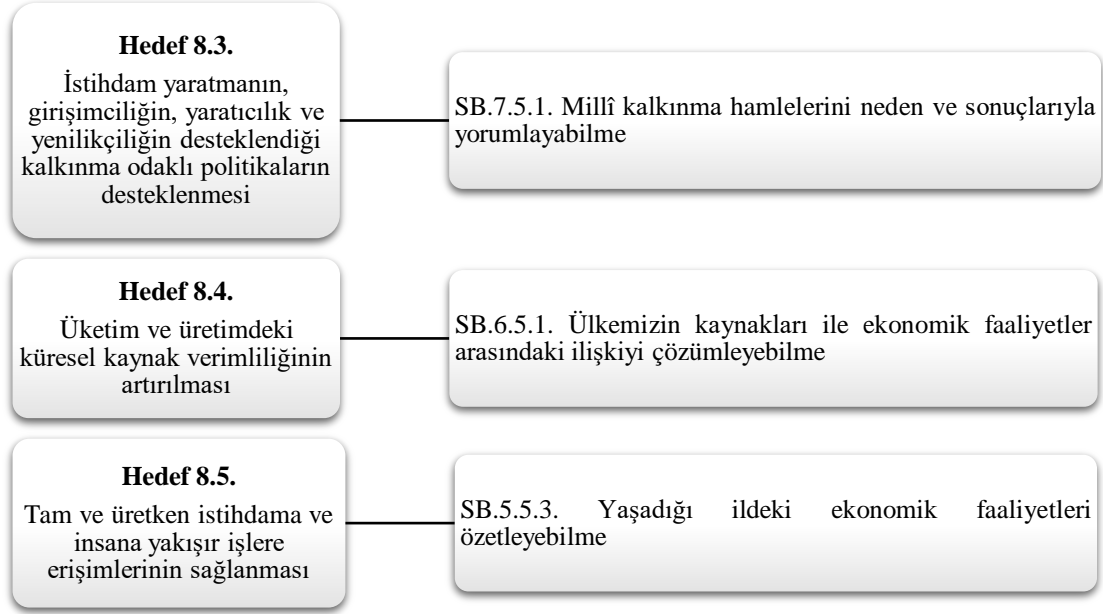 Hedef 8.3.
İstihdam yaratmanın,
girişimciliğin, yaratıcılık ve
yenilikçiliğin desteklendiği
kalkınma odaklı politikaların
desteklenmesi
SB.7.5.1. Millî kalkınma hamlelerini neden ve sonuçlarıyla
yorumlayabilme
Hedef 8.4.
Üketim ve üretimdeki
küresel kaynak verimliliğinin
artırılması
SB.6.5.1. Ülkemizin kaynakları ile ekonomik faaliyetler
arasındaki ilişkiyi çözümleyebilme
Hedef 8.5.
Tam ve üretken istihdama ve
insana yakışır işlere
erişimlerinin sağlanması
SB.5.5.3. Yaşadığı ildeki ekonomik faaliyetleri
özetleyebilme